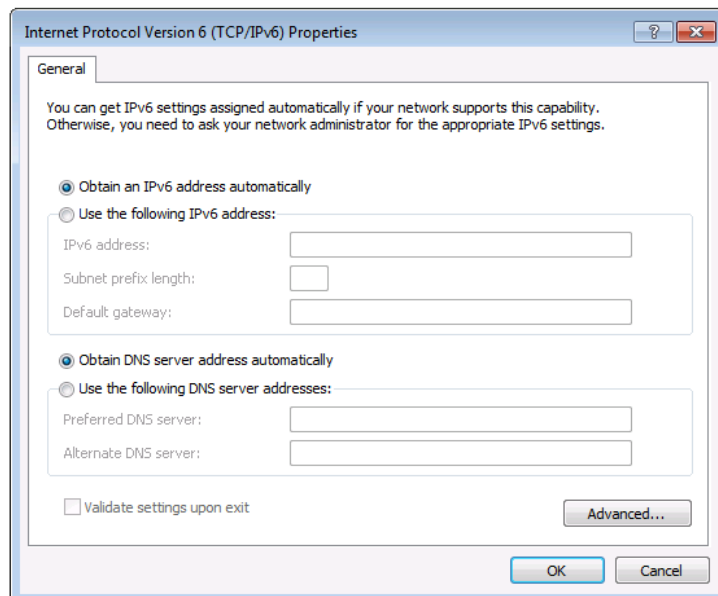 Internet Protocol Version 6 (TCP/IPv6) Properties
General
You can get IPv6 settings assigned automatically if your network supports this capability.
Otherwise, you need to ask your network administrator for the appropriate IPv6 settings.
Obtain an IPv6 address automatically
Use the following IPv6 address:
IPv6 address:
Subnet prefix length:
Default gateway:
Obtain DNS server address automatically
Use the following DNS server addresses:
Preferred DNS server:
Alternate DNS server:
Validate settings upon exit
Advanced...
OK
Cancel